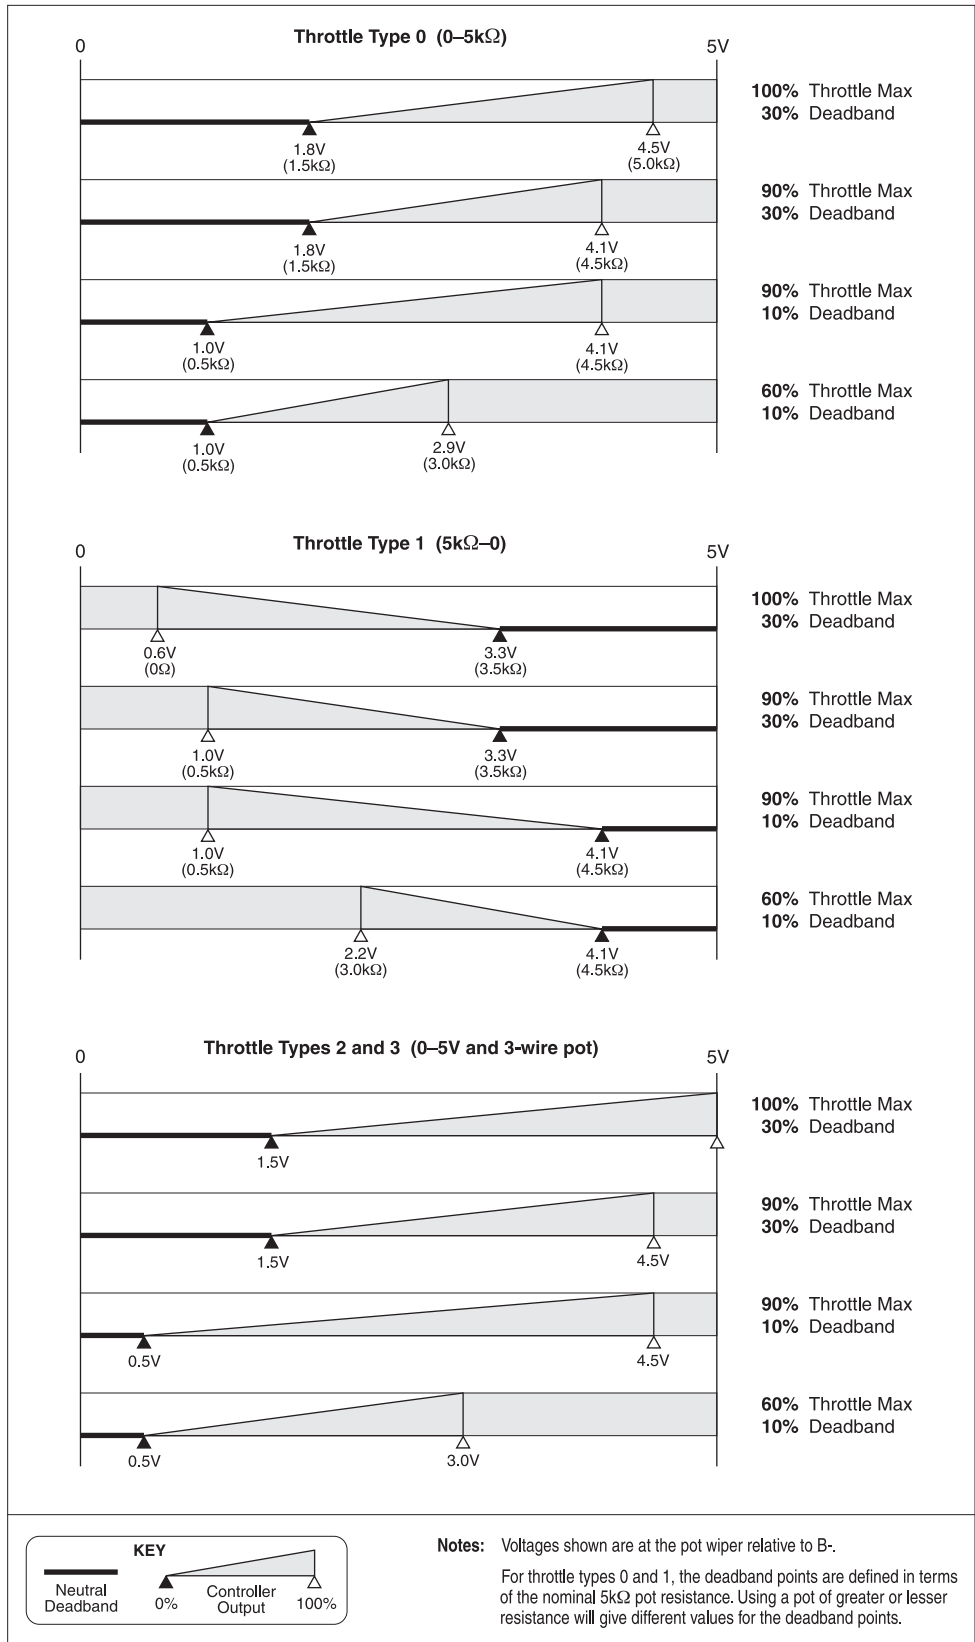 Throttle Type 0 (0–5kΩ)
0
5V
100% Throttle Max
30% Deadband
1.8V
(1.5kΩ)
4.5V
(5.0kΩ)
90% Throttle Max
30% Deadband
1.8V
(1.5kΩ)
4.1V
(4.5kΩ)
90% Throttle Max
10% Deadband
1.0V
(0.5kΩ)
4.1V
(4.5kΩ)
60% Throttle Max
10% Deadband
1.0V
(0.5kΩ)
2.9V
(3.0kΩ)
Throttle Type 1 (5kΩ–0)
0
5V
100% Throttle Max
30% Deadband
0.6V
(0Ω)
3.3V
(3.5kΩ)
90% Throttle Max
30% Deadband
1.0V
(0.5kΩ)
3.3V
(3.5kΩ)
90% Throttle Max
10% Deadband
1.0V
(0.5kΩ)
4.1V
(4.5kΩ)
60% Throttle Max
10% Deadband
2.2V
(3.0kΩ)
4.1V
(4.5kΩ)
Throttle Types 2 and 3 (0–5V and 3-wire pot)
0
5V
100% Throttle Max
30% Deadband
1.5V
90% Throttle Max
30% Deadband
1.5V
4.5V
90% Throttle Max
10% Deadband
0.5V
4.5V
60% Throttle Max
10% Deadband
0.5V
3.0V
KEY
Neutral
Deadband
0%
Controller
Output
100%
Notes: Voltages shown are at the pot wiper relative to B-.
For throttle types 0 and 1, the deadband points are defined in terms
of the nominal 5kΩ pot resistance. Using a pot of greater or lesser
resistance will give different values for the deadband points.